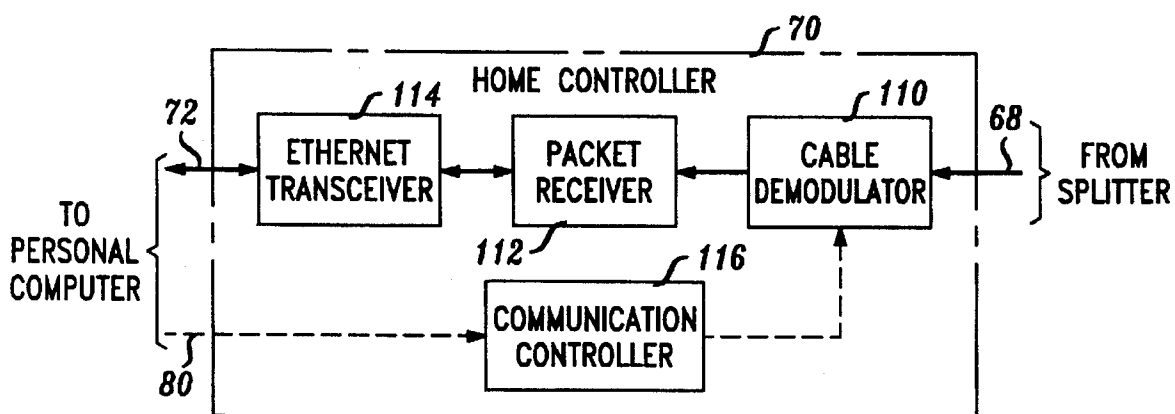 70
HOME CONTROLLER
72
114
110
68
ETHERNET
TRANSCEIVER
PACKET
RECEIVER
CABLE
DEMODULATOR
FROM
SPLITTER
TO
PERSONAL
COMPUTER
112
116
COMMUNICATION
CONTROLLER
80